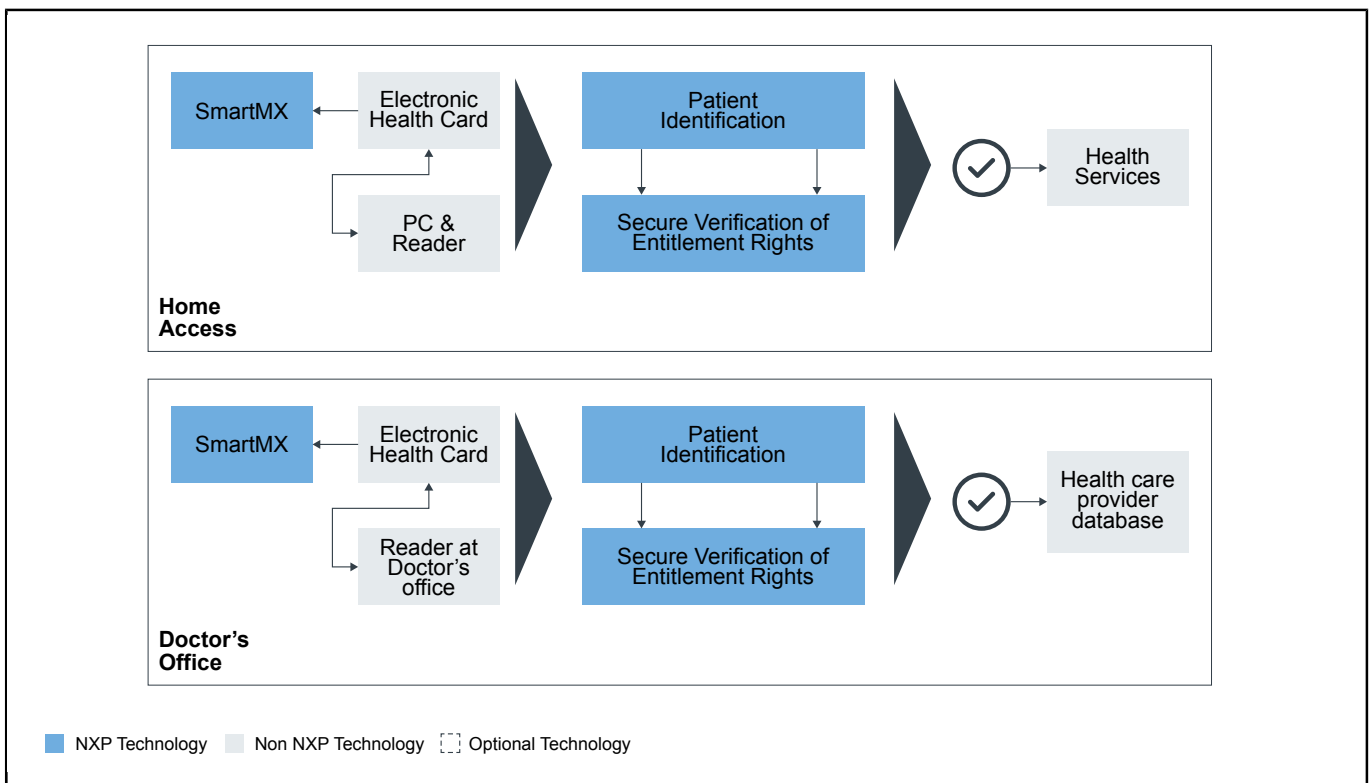 SmartMX
Electronic
Health Card
PC &
Reader
Patient
Identification
Secure Verification of
Entitlement Rights
Health
Services
Home
Access
SmartMX
Electronic
Health Card
Reader at
Doctor’s
office
Patient
Identification
Secure Verification of
Entitlement Rights
Health care
provider
database
Doctor’s
Office
NXP Technology
Non NXP Technology
Optional Technology